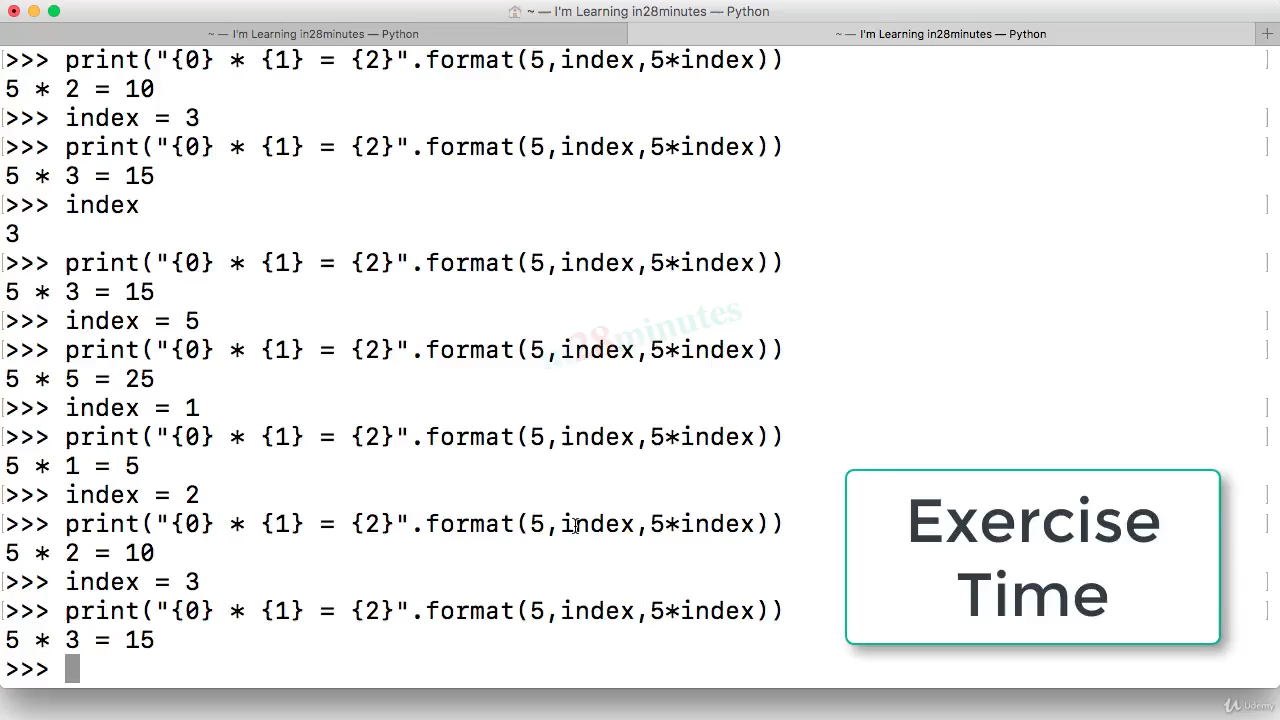 ~ — I'm Learning in28minutes — Python
~ — I'm Learning in28minutes — Python
~ — I'm Learning in28minutes — Python
>>> print("{0} * {1} = {2}".format(5,index,5*index))
5 * 2 = 10
>>> index = 3
>>> print("{0} * {1} = {2}".format(5,index,5*index))
5 * 3 = 15
>>> index
3
>>> print("{0} * {1} = {2}".format(5,index,5*index))
5 * 3 = 15
>>> index = 5
>>> print("{0} * {1} = {2}".format(5,index,5*index))
5 * 5 = 25
>>> index = 1
>>> print("{0} * {1} = {2}".format(5,index,5*index))
5 * 1 = 5
>>> index = 2
>>> print("{0} * {1} = {2}".format(5,index,5*index))
5 * 2 = 10
>>> index = 3
>>> print("{0} * {1} = {2}".format(5,index,5*index))
5 * 3 = 15
>>>
in28minutes
Exercise
Time
Udemy